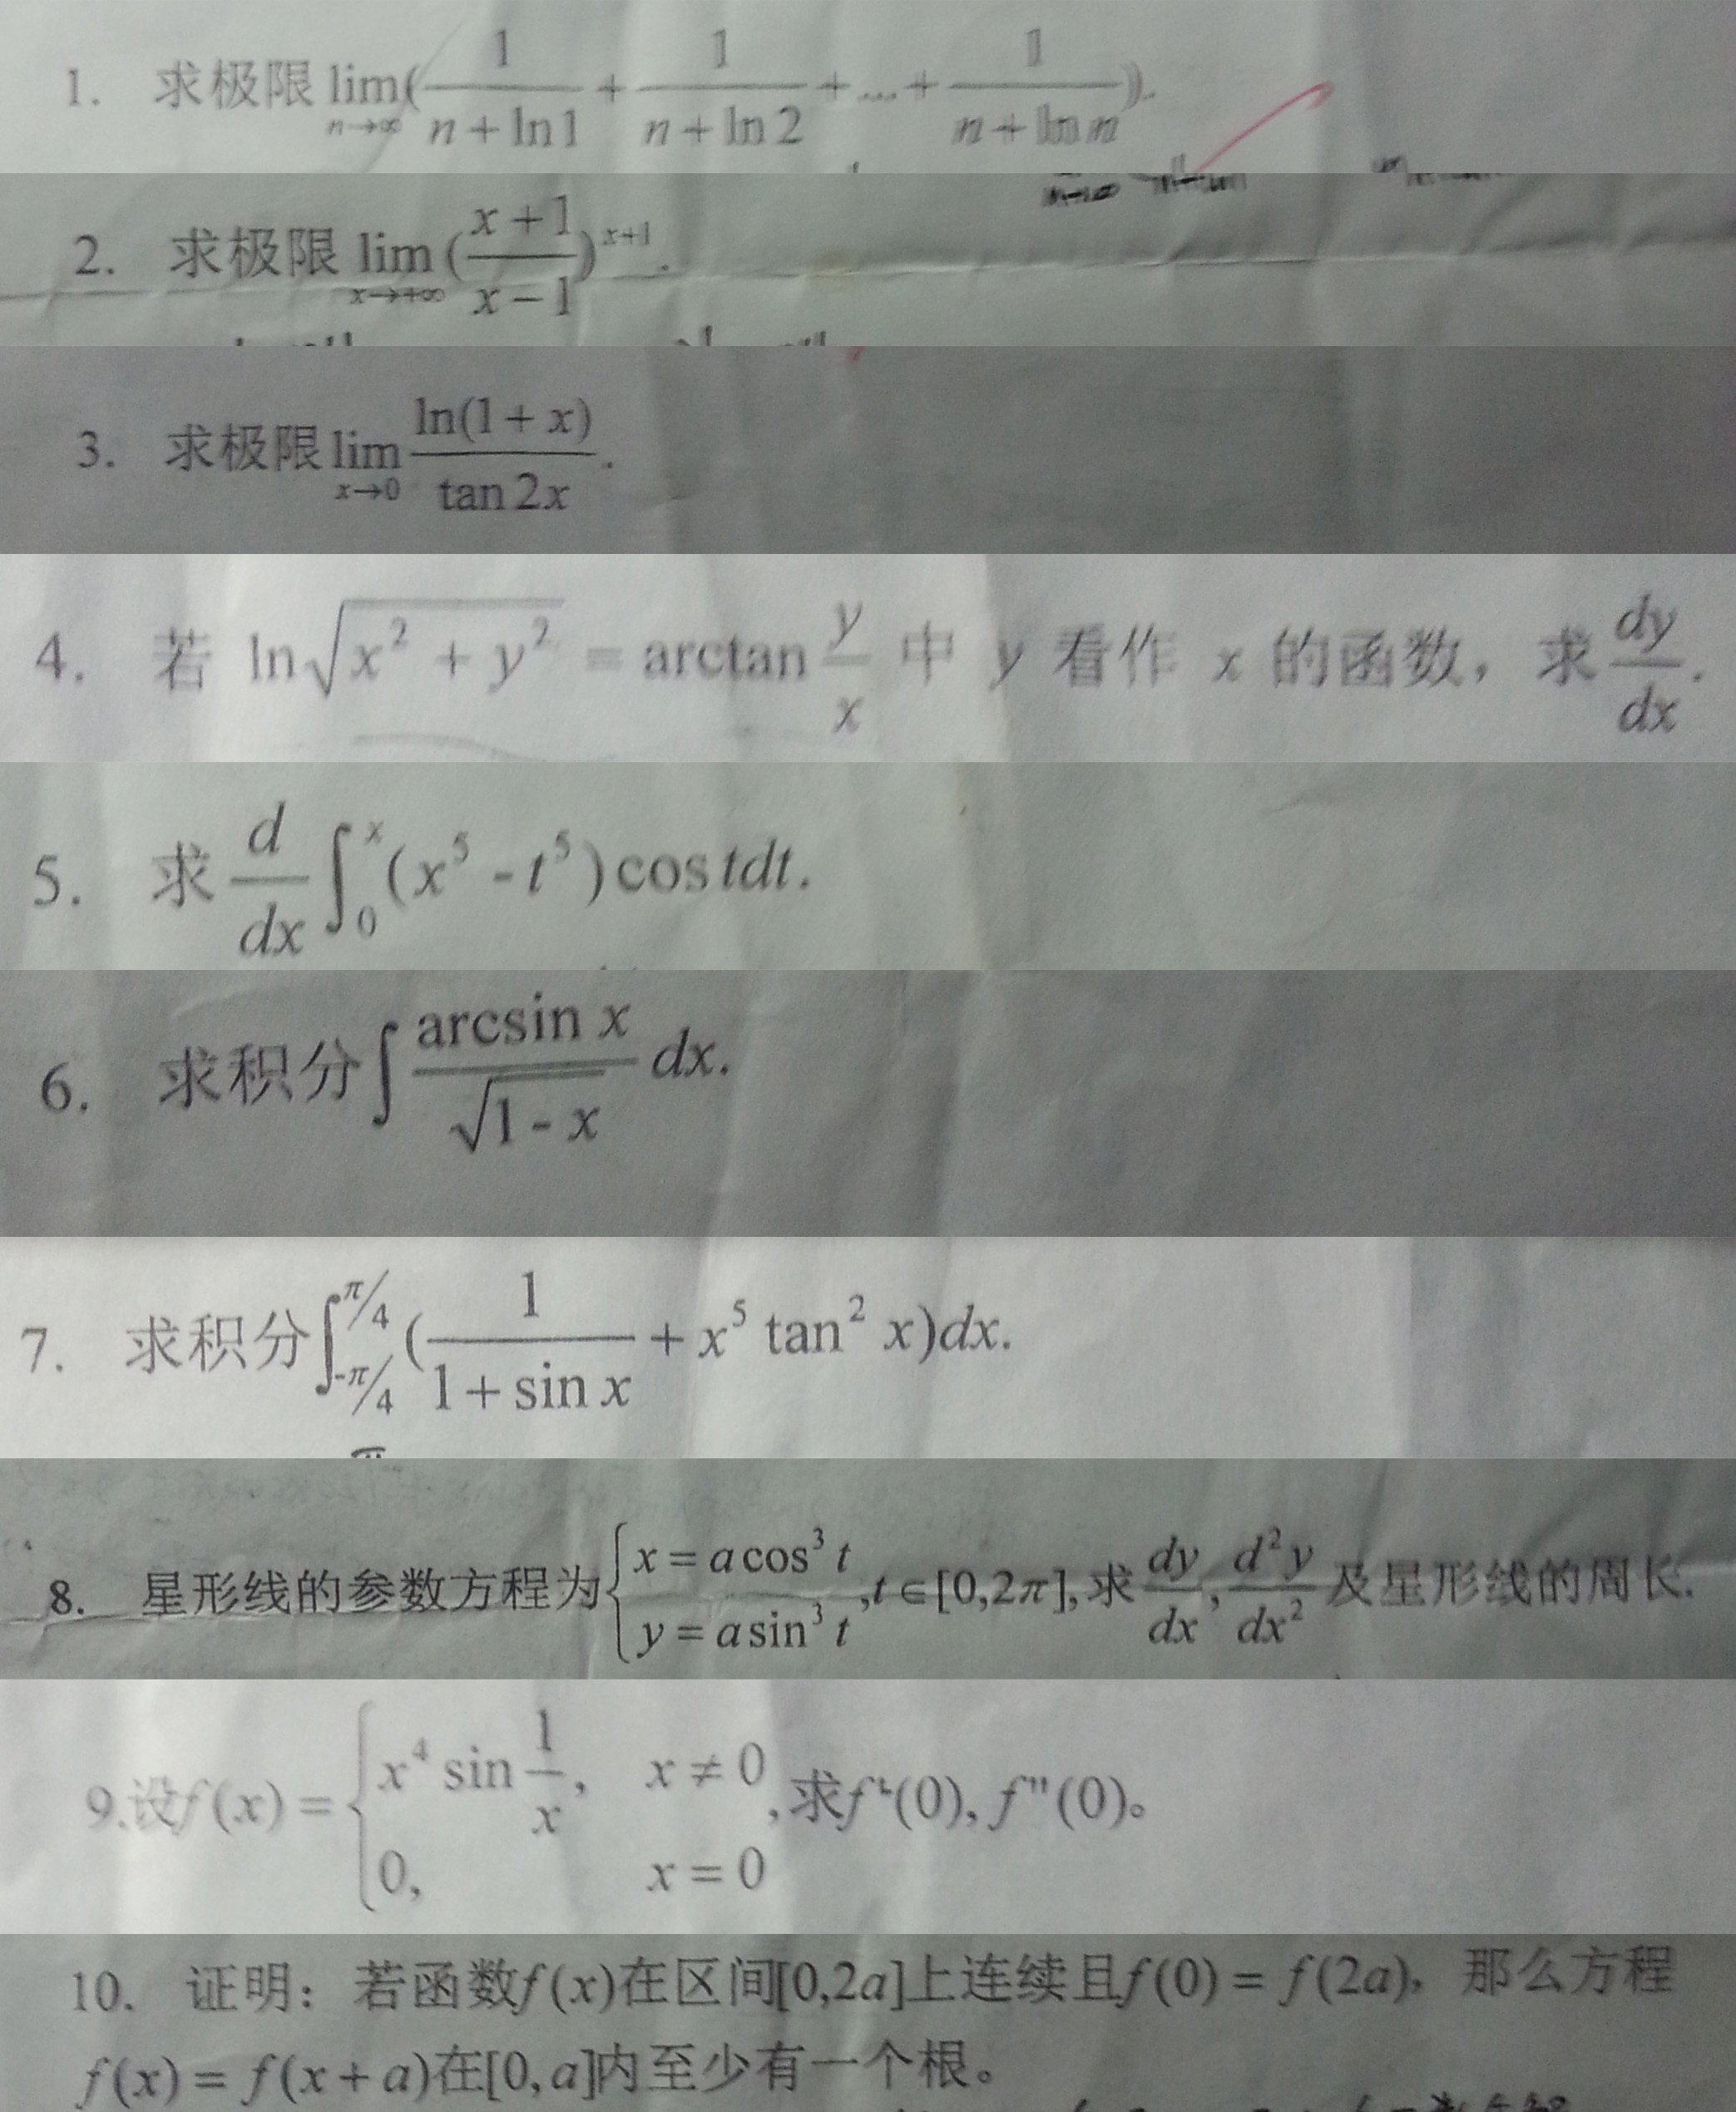 1. 求极限 $\lim_{n\to\infty}(\frac{1}{n+\ln 1}+\frac{1}{n+\ln 2}+...+\frac{1}{n+\ln n})$.
2. 求极限 $\lim_{x\to+\infty}(\frac{x+1}{x-1})^{x+1}$.
3. 求极限 $\lim_{x\to 0}\frac{\ln(1+x)}{\tan 2x}$.
4. 若 $\ln\sqrt{x^2+y^2}=\arctan\frac{y}{x}$ 中 y 看作 x 的函数，求 $\frac{dy}{dx}$.
5. 求 $\frac{d}{dx}\int_0^x(x^5-t^5)\cos tdt$.
6. 求积分 $\int\frac{\arcsin x}{\sqrt{1-x}}dx$.
7. 求积分 $\int_{-\pi/4}^{\pi/4}(\frac{1}{1+\sin x}+x^5\tan^2 x)dx$.
8. 星形线的参数方程为 $\begin{cases}x=a\cos^3 t\\y=a\sin^3 t\end{cases}$,$t\in[0,2\pi]$,求 $\frac{dy}{dx}$,$\frac{d^2y}{dx^2}$ 及星形线的周长.
9.设 $f(x)=\begin{cases}x^4\sin\frac{1}{x}, & x\neq 0\\0, & x=0\end{cases}$,求 $f'(0),f''(0)$。
10. 证明：若函数$f(x)$在区间$[0,2a]$上连续且$f(0)=f(2a)$，那么方程
$f(x)=f(x+a)$在$[0,a]$内至少有一个根。